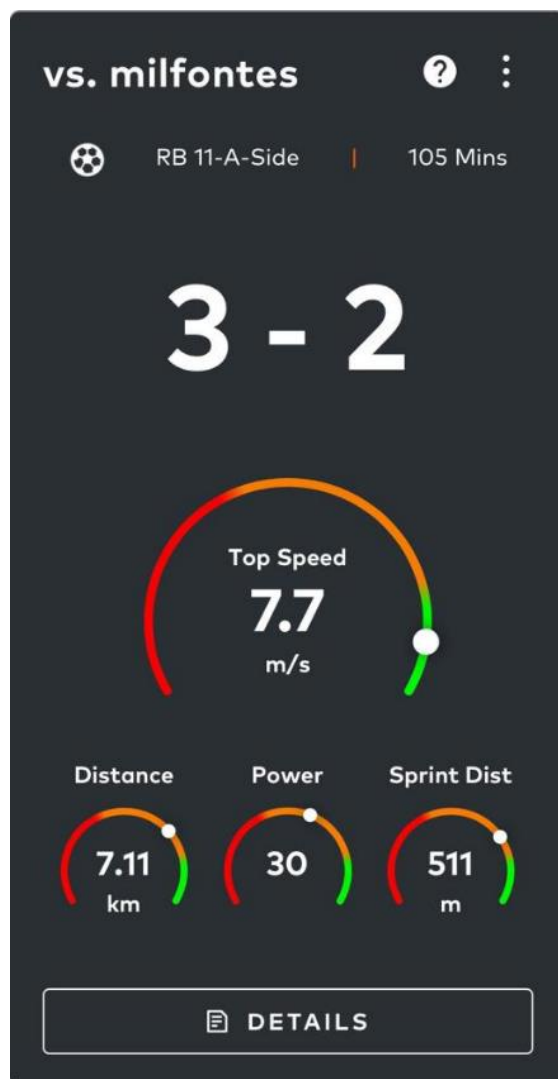 vs. milfontes
RB 11-A-Side | 105 Mins
3 - 2
Top Speed
7.7
m/s
Distance Power Sprint Dist
7.11 30 511
km m
DETAILS